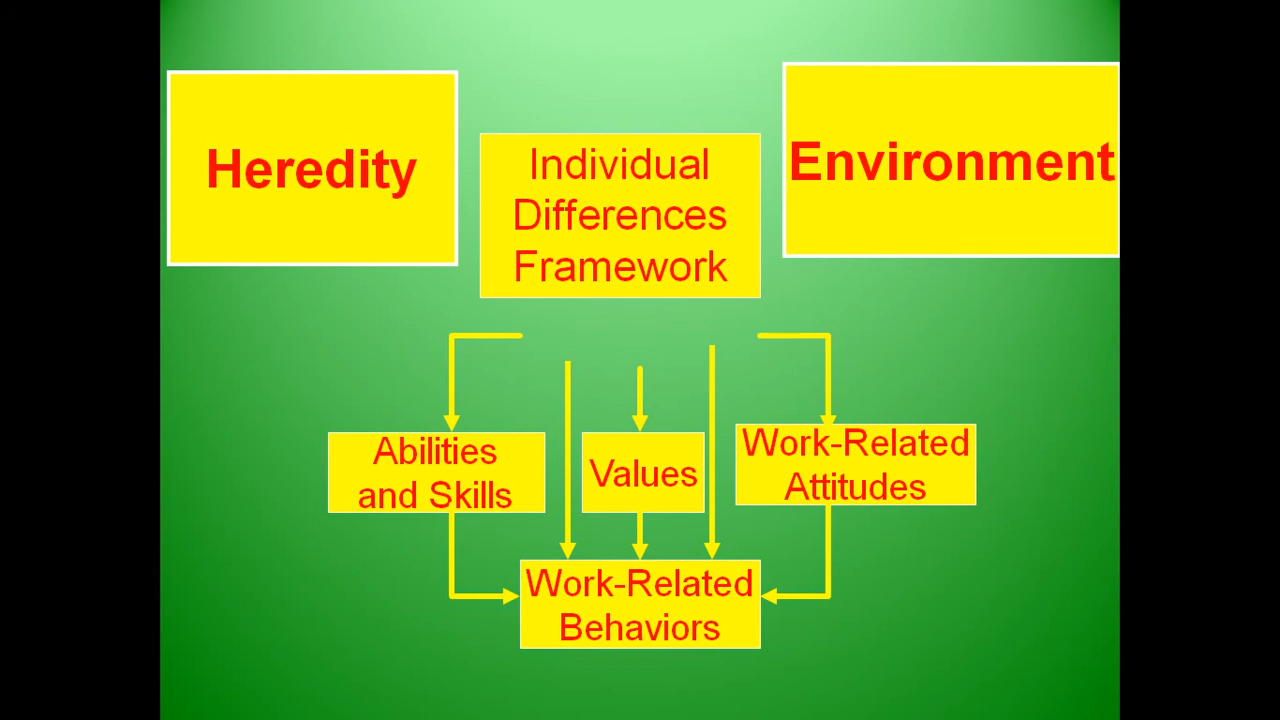 Heredity
Individual
Differences
Framework
Environment
Abilities
and Skills
Values
Work-Related
Attitudes
Work-Related
Behaviors